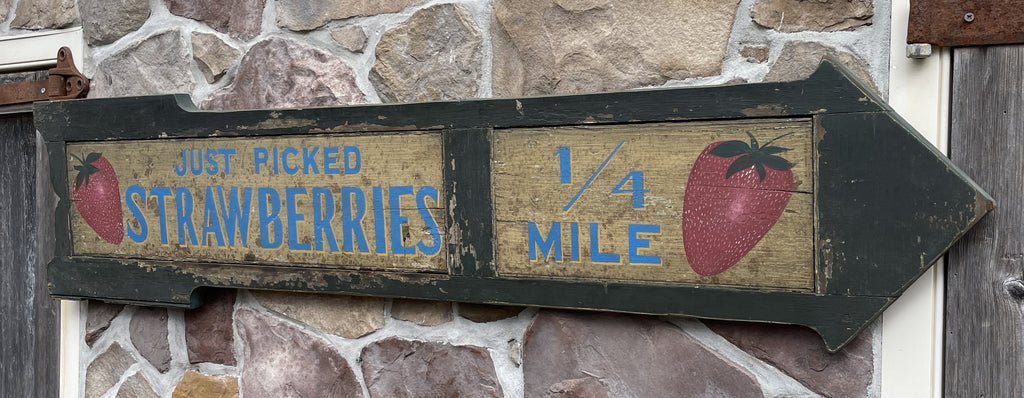 JUST PICKED
STRAWBERRIES
1/4
MILE